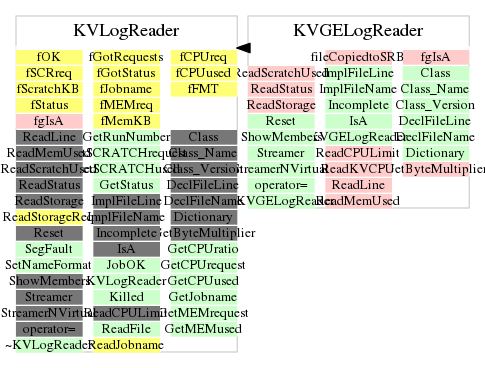 KVLogReader
fOK fGotRequests fCPUreq
fSCRreq fGotStatus fCPUused
fScratchKB fJobname fFMT
fStatus fMEMreq
fgIsA fMemKB
ReadLine GetRunNumber Class
ReadMemUsed SCRATCHrequest Class_Name
ReadScratchUsed SCRATCHused Class_Version
ReadStatus GetStatus DeclFileLine
ReadStorage ImplFileLine DeclFileName
ReadStorageReq ImplFileName Dictionary
Reset Incomplete GetByteMultiplier
SegFault IsA GetCPUratio
SetNameFormat JobOK GetCPUrequest
ShowMembers KVLogReader GetCPUused
Streamer Killed GetJobname
StreamerNVirtual ReadCPULimit GetMEMrequest
operator= ReadFile GetMEMused
~KVLogReader ReadJobname
KVGELogReader
fileCopiedtoSRB fgIsA
ReadScratchUsed ImplFileLine Class
ReadStatus ImplFileName Class_Name
ReadStorage Incomplete Class_Version
Reset IsA DeclFileLine
ShowMembers KVGELogReader DeclFileName
Streamer ReadCPULimit Dictionary
StreamerNVirtual ReadKVCPU GetByteMultiplier
operator= ReadLine
KVGELogReader ReadMemUsed